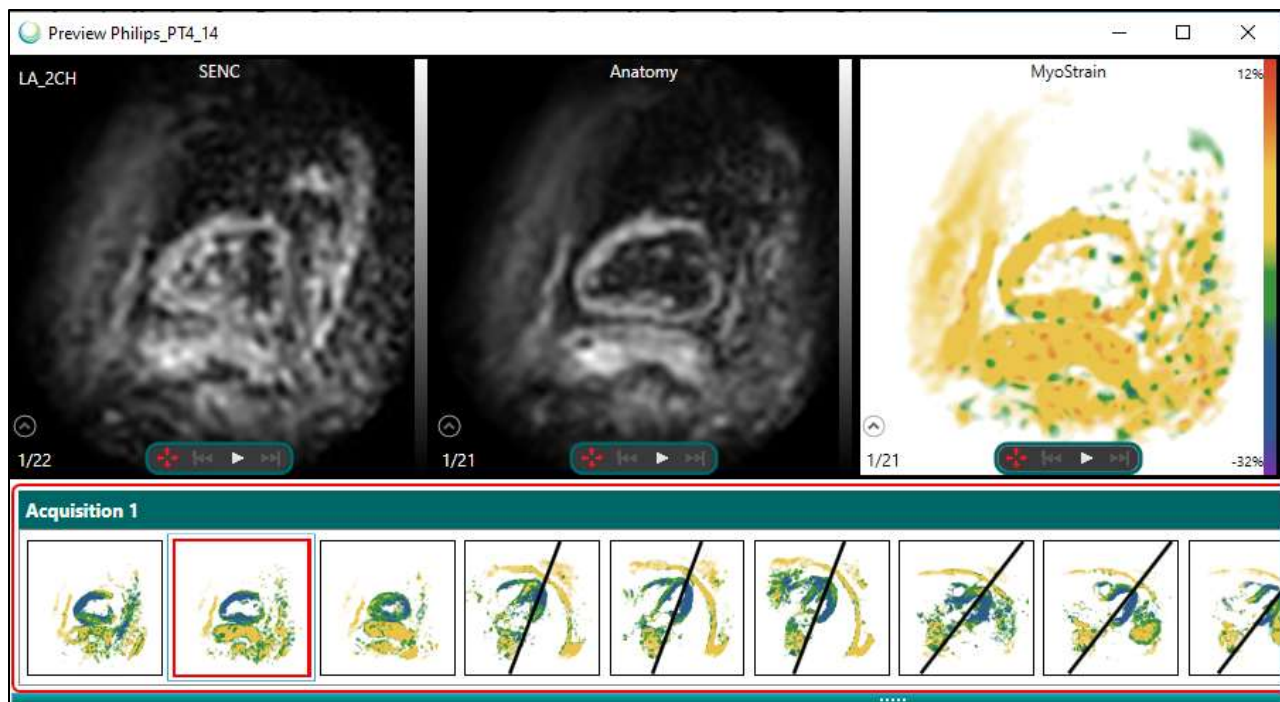 Preview Philips_PT4_14
LA_2CH
SENC
Anatomy
MyoStrain
12%
1/22
1/21
1/21
-32%
Acquisition 1